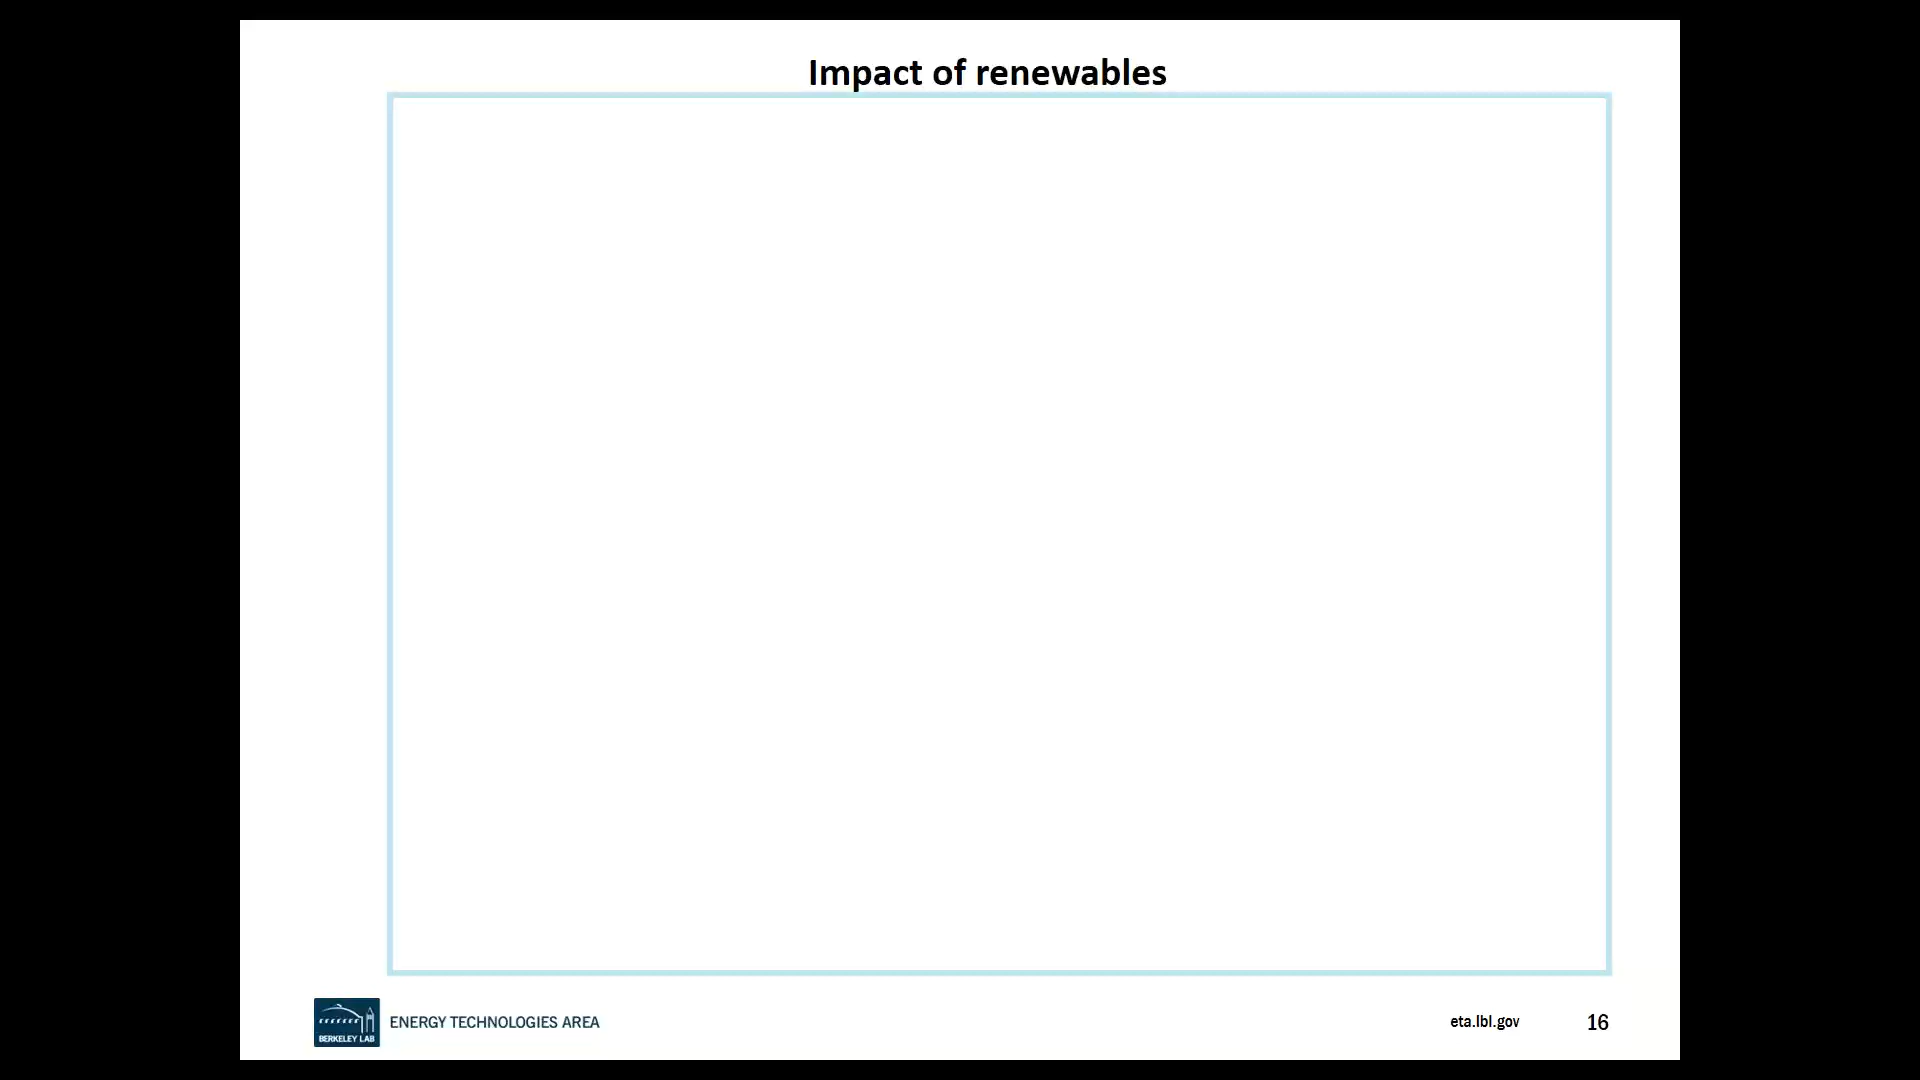 Impact of renewables
BERKELEY LAB
ENERGY TECHNOLOGIES AREA
eta.lbl.gov
16